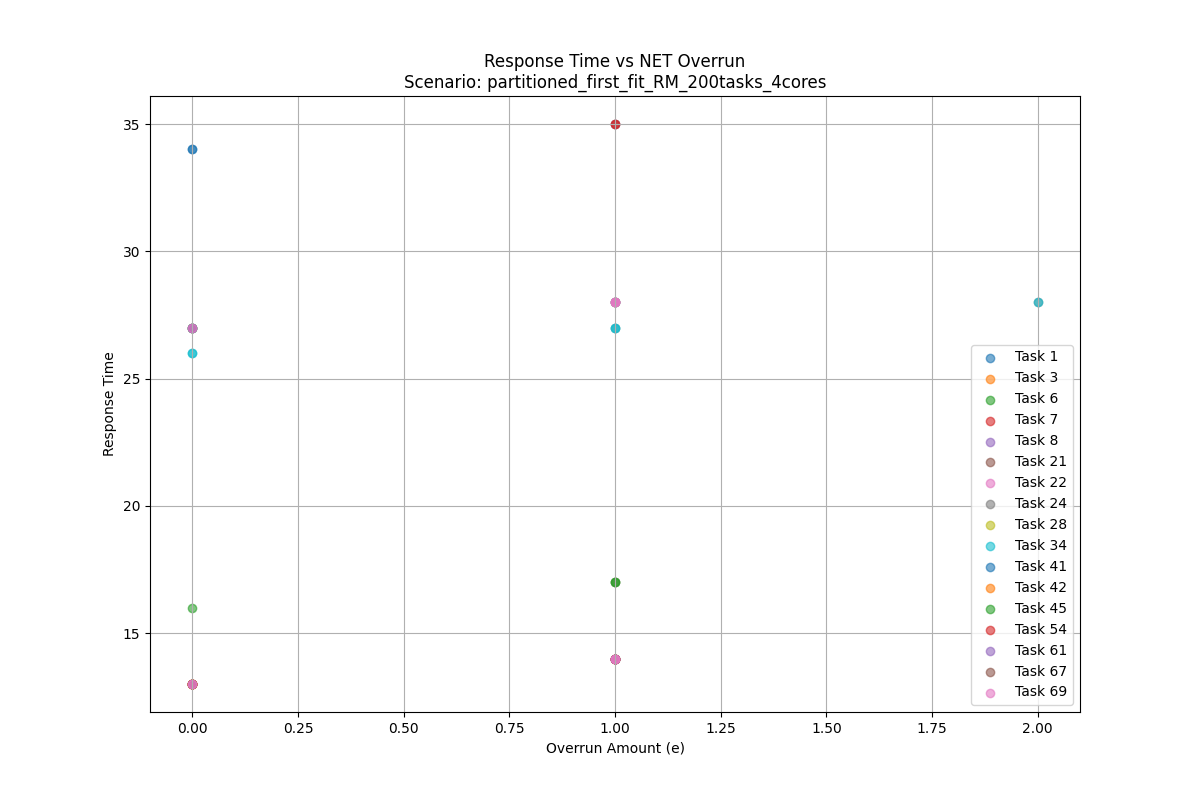 Response Time vs NET Overrun
Scenario: partitioned_first_fit_RM_200tasks_4cores
35
30
25
20
15
Response Time
0.00 0.25 0.50 0.75 1.00 1.25 1.50 1.75 2.00
Overrun Amount (e)
Task 1
Task 3
Task 6
Task 7
Task 8
Task 21
Task 22
Task 24
Task 28
Task 34
Task 41
Task 42
Task 45
Task 54
Task 61
Task 67
Task 69